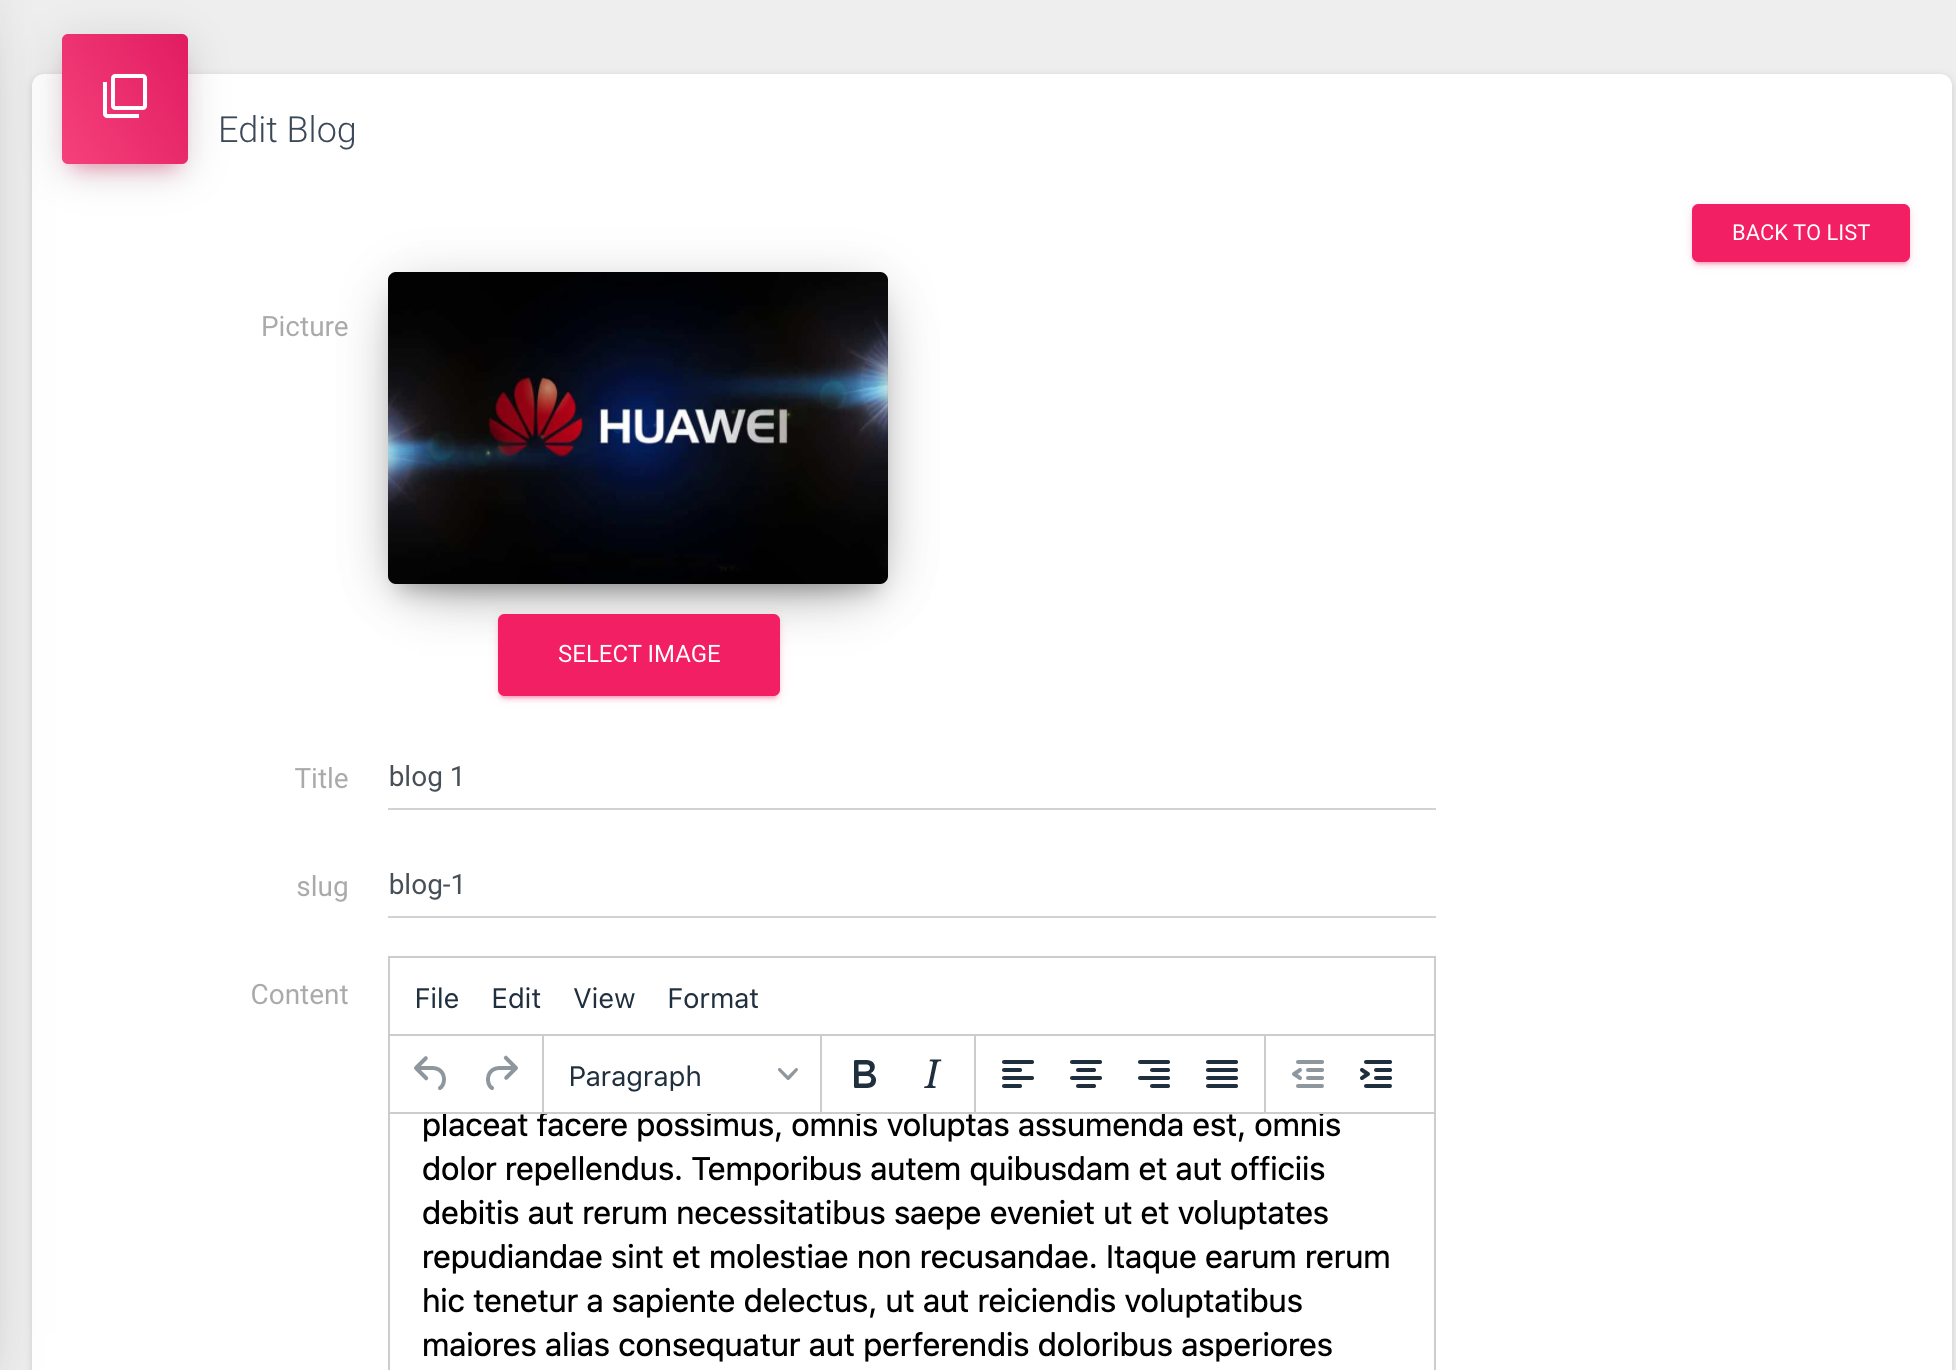 Edit Blog
BACK TO LIST
Picture
HUAWEI
SELECT IMAGE
Title
blog 1
slug
blog-1
Content
File Edit View Format
Paragraph B I
placeat facere possimus, omnis voluptas assumenda est, omnis
dolor repellendus. Temporibus autem quibusdam et aut officiis
debitis aut rerum necessitatibus saepe eveniet ut et voluptates
repudiandae sint et molestiae non recusandae. Itaque earum rerum
hic tenetur a sapiente delectus, ut aut reiciendis voluptatibus
maiores alias consequatur aut perferendis doloribus asperiores